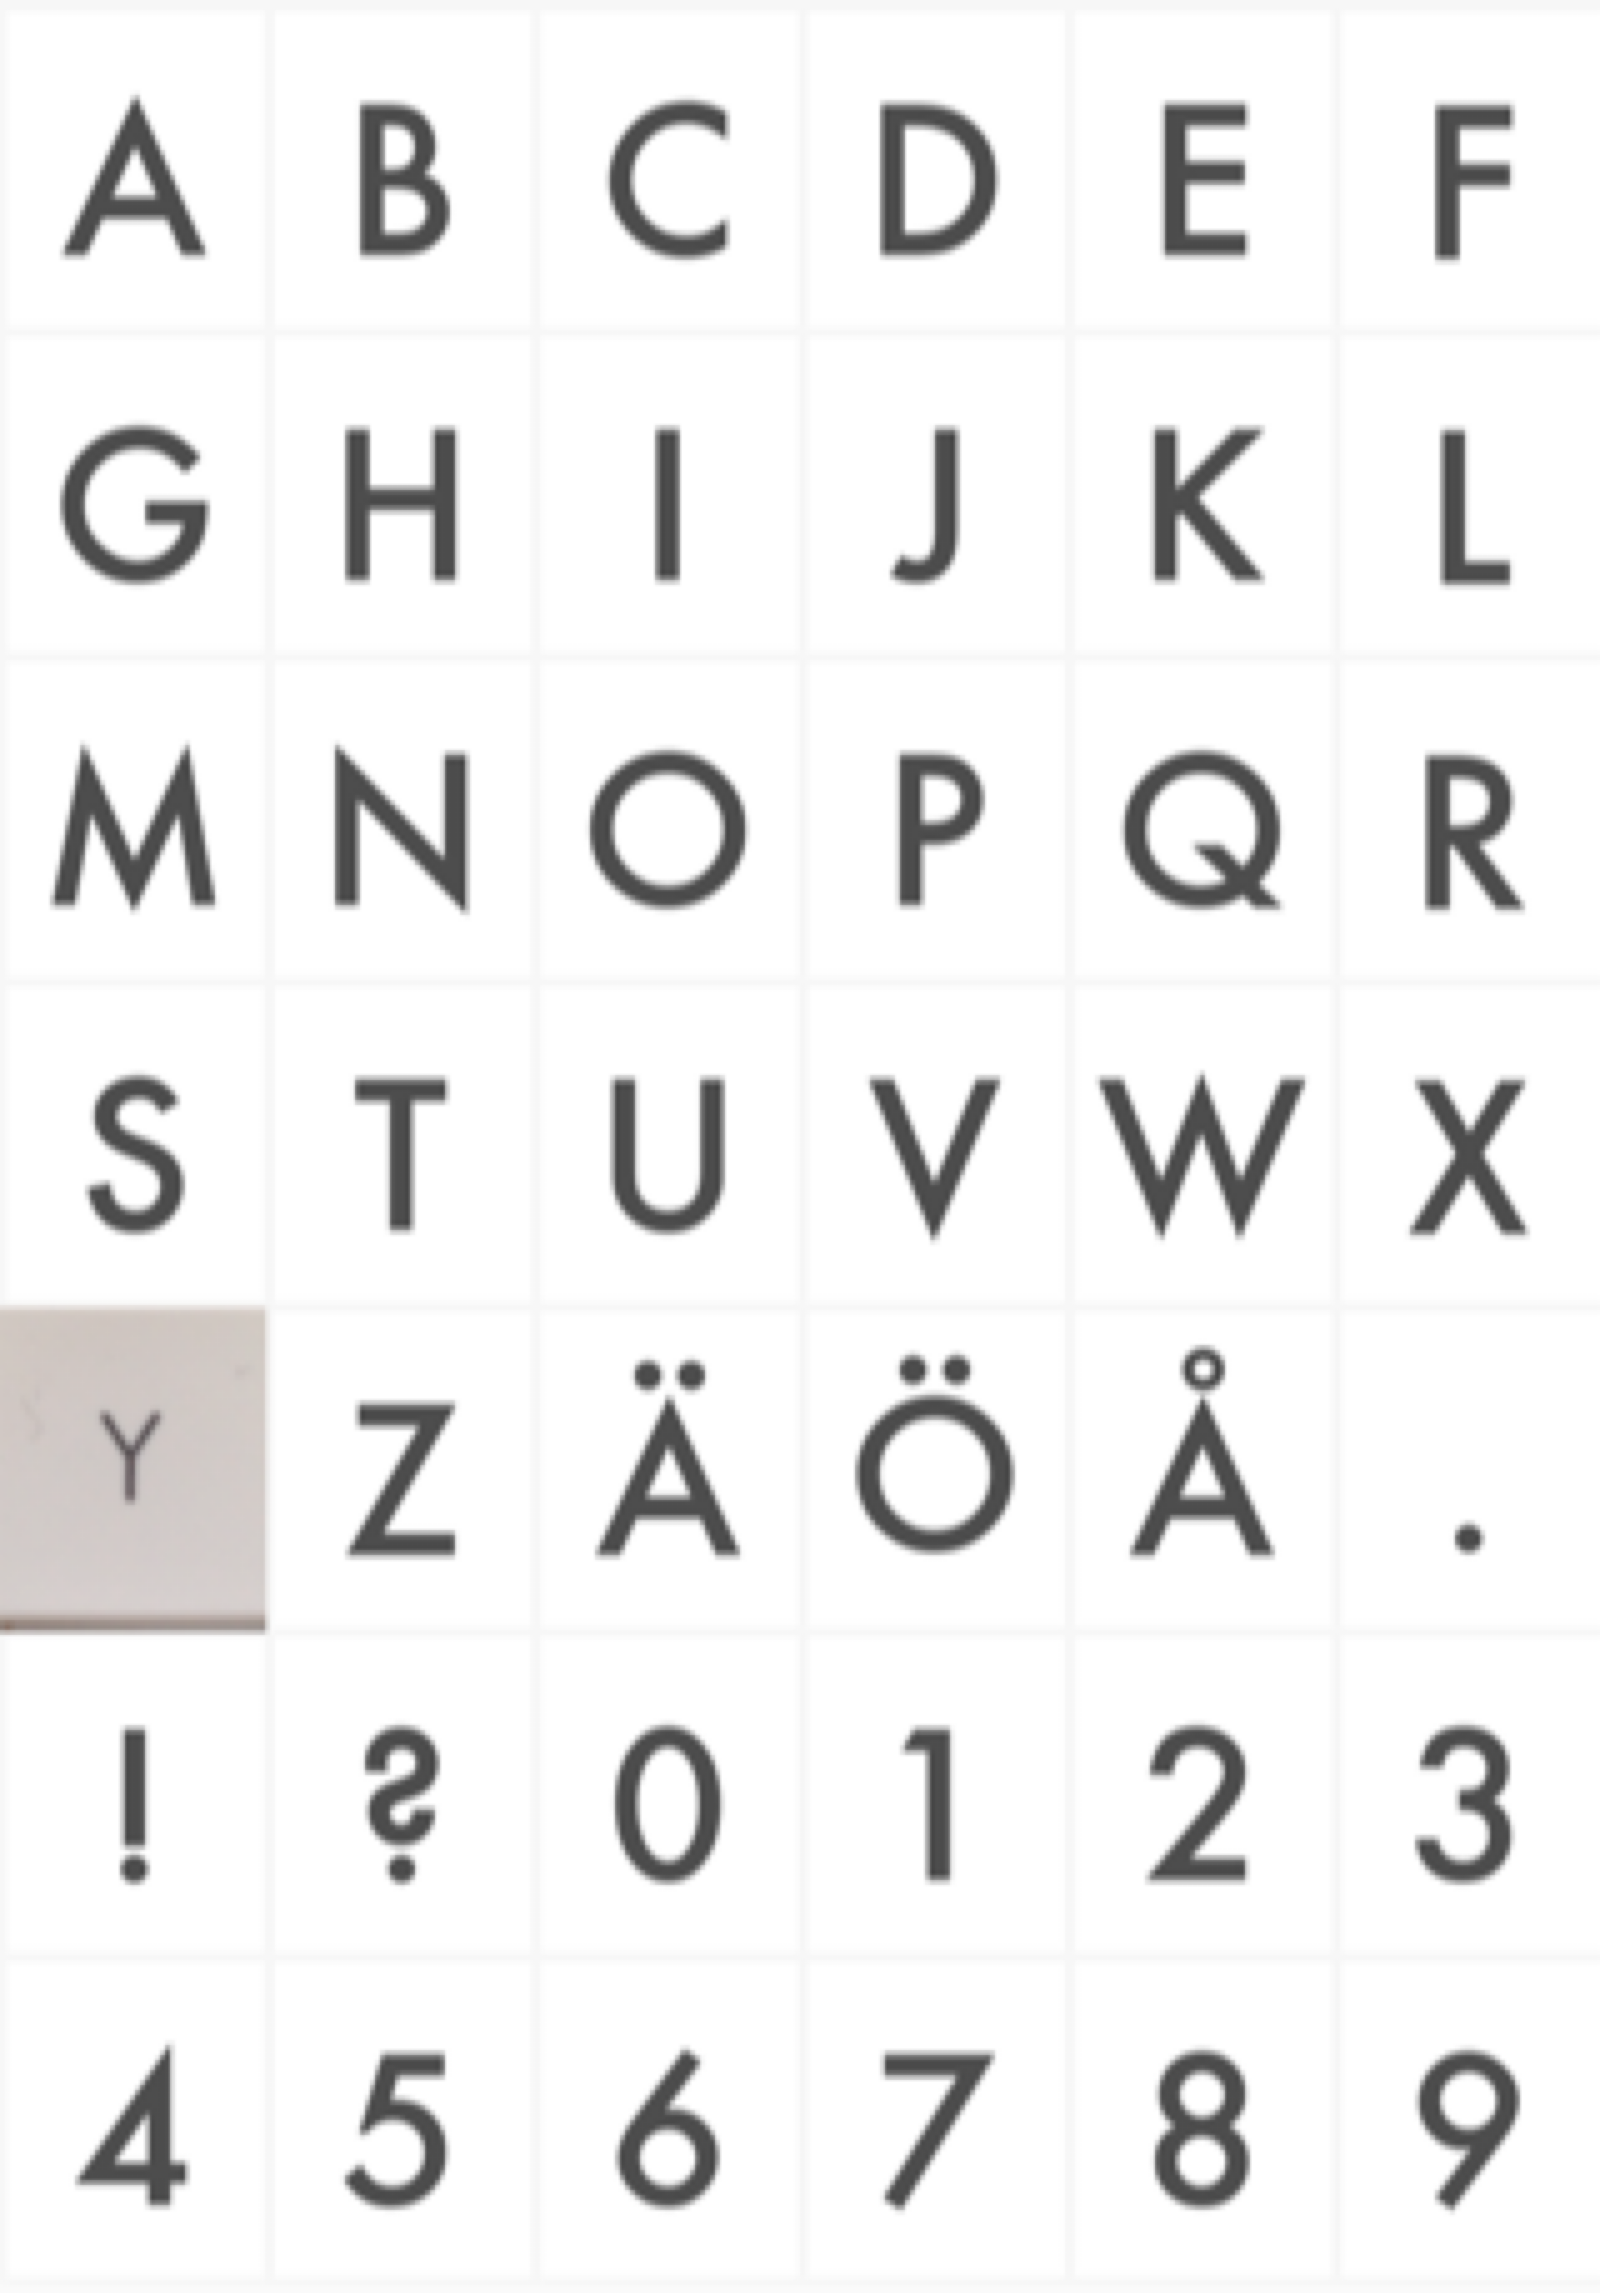 A B C D E F
G H I J K L
M N O P Q R
S T U V W X
Y Z Ä Ö Å .
! ? 0 1 2 3
4 5 6 7 8 9